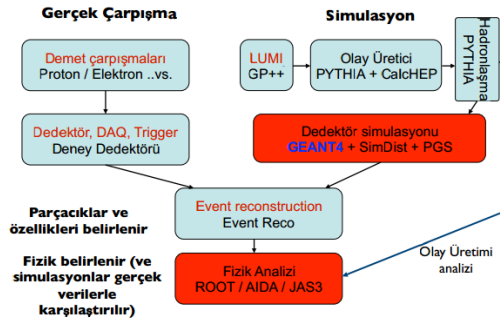 Gerçek Çarpışma
Simulasyon
Demet çarpışmaları
Proton / Elektron ..vs.
LUMI
GP++
Olay Üretici
PYTHIA + CalcHEP
Hadronlaşma
PYTHIA
Dedektör, DAQ, Trigger
Deney Dedektörü
Dedektör simulasyonu
GEANT4 + SimDist + PGS
Event reconstruction
Event Reco
Parçacıklar ve
özellikleri belirlenir
Fizik belirlenir (ve
simulasyonlar gerçek
verilerle
karşılaştırılır)
Fizik Analizi
ROOT / AIDA / JAS3
Olay Üretimi
analizi